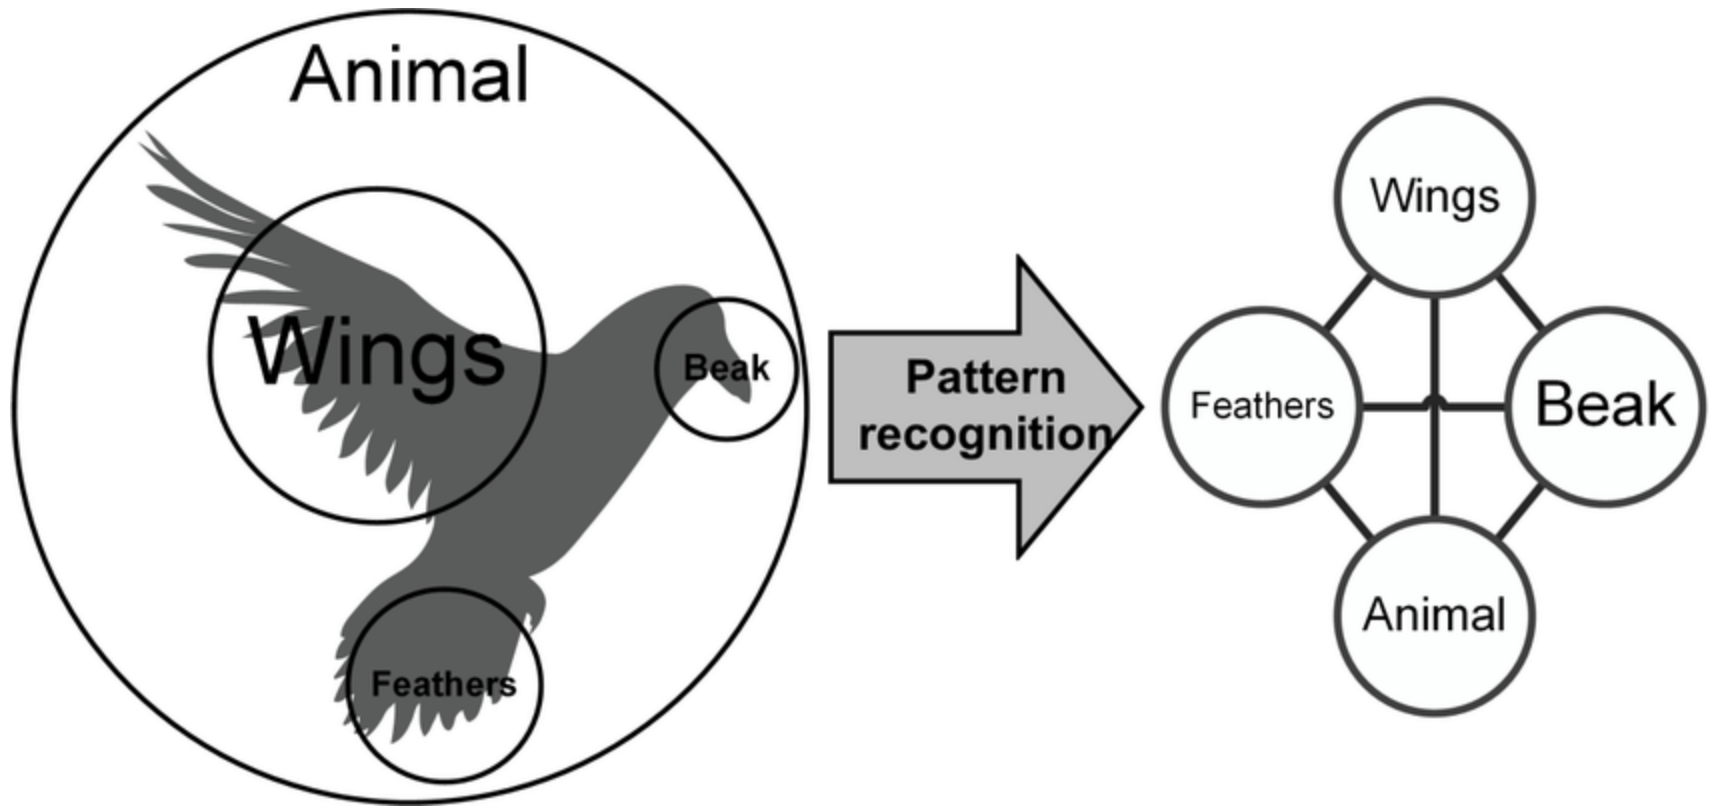 Animal
Wings
Beak
Feathers
Pattern
recognition
Wings
Feathers
Beak
Animal